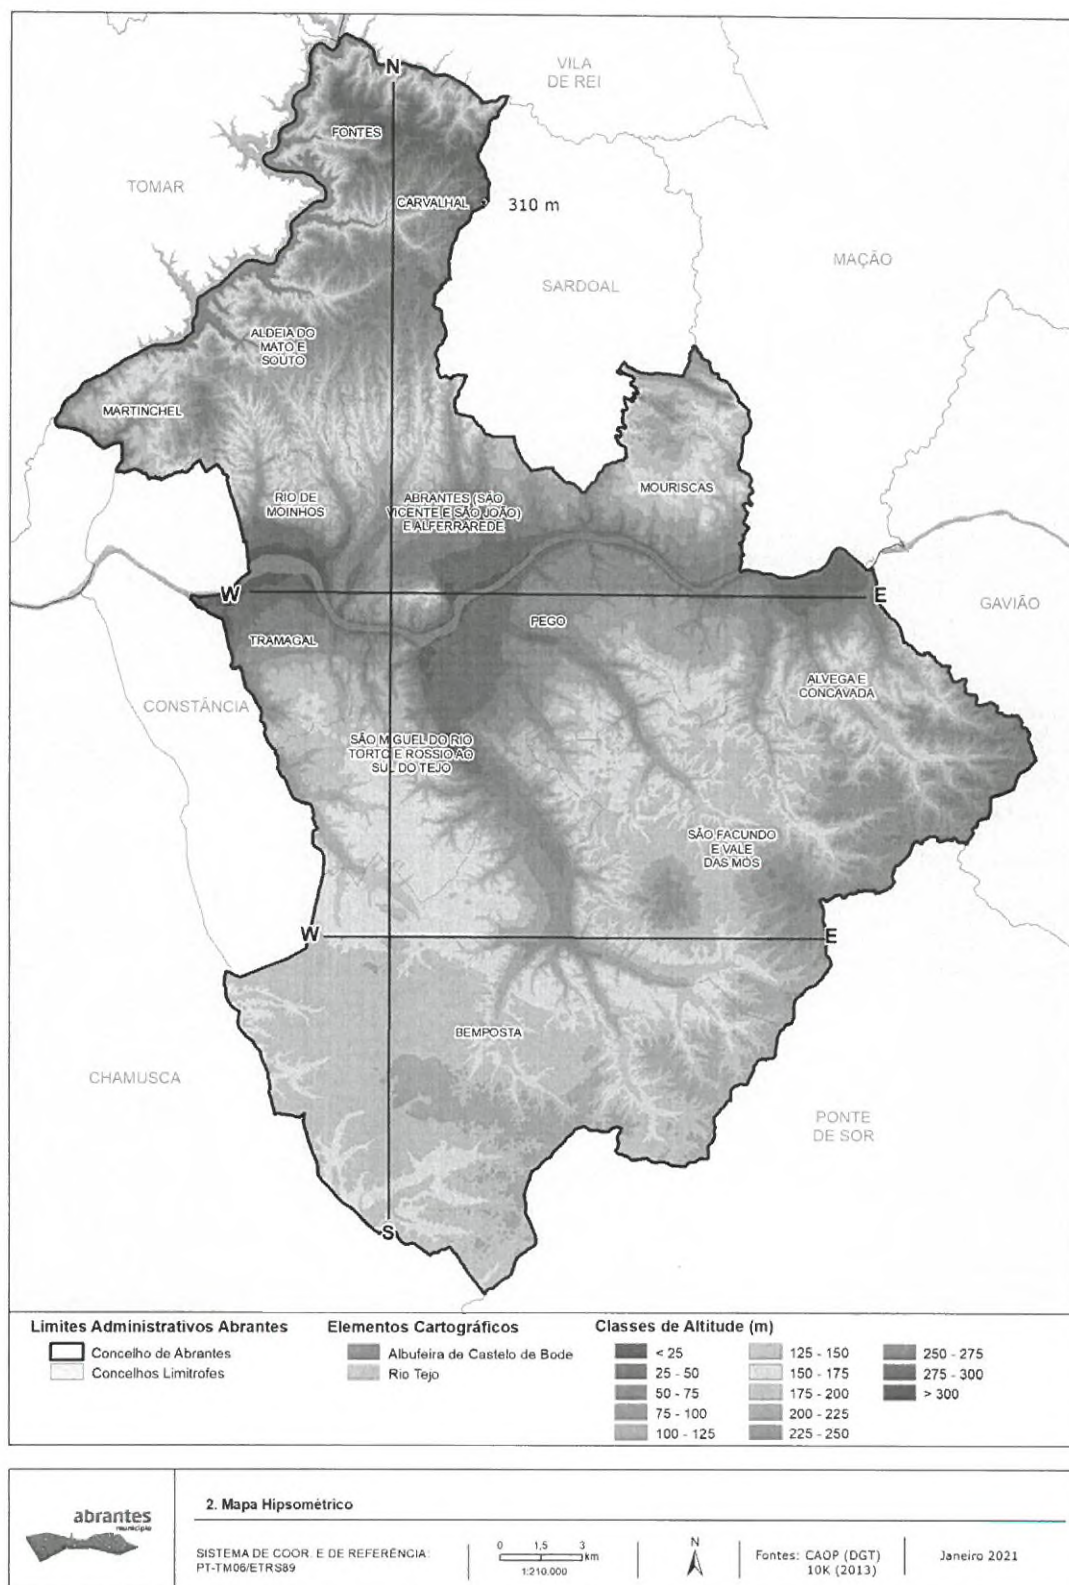 N
VILA
DE REI
FONTES
TOMAR
CARVALHAL
310 m
MAÇÃO
SARDOAL
ALDEIA DO
MATO E
SOUTO
MARTINCHEL
MOURISCAS
RIO DE
MOINHOS
ABRANTES (SÃO
VICENTE E SÃO JOÃO)
E ALFERRAREDE
W
E
GAVIÃO
PEGO
TRAMAGAL
ALVEGA E
CONCAVADA
CONSTÂNCIA
SÃO MIGUEL DO RIO
TORTO E ROSSIO AO
SUL DO TEJO
SÃO FACUNDO
E VALE
DAS MÓS
W
E
BEMPOSTA
CHAMUSCA
PONTE
DE SOR
S
Limites Administrativos Abrantes
Concelho de Abrantes
Concelhos Limitrofes
Elementos Cartográficos
Albufeira de Castelo de Bode
Rio Tejo
Classes de Altitude (m)
< 25
25 - 50
50 - 75
75 - 100
100 - 125
125 - 150
150 - 175
175 - 200
200 - 225
225 - 250
250 - 275
275 - 300
> 300
abrantes
município
2. Mapa Hipsométrico
SISTEMA DE COOR. E DE REFERÊNCIA:
PT-TM06/ETRS89
0 1,5 3
km
1:210.000
N
Fontes: CAOP (DGT)
10K (2013)
Janeiro 2021